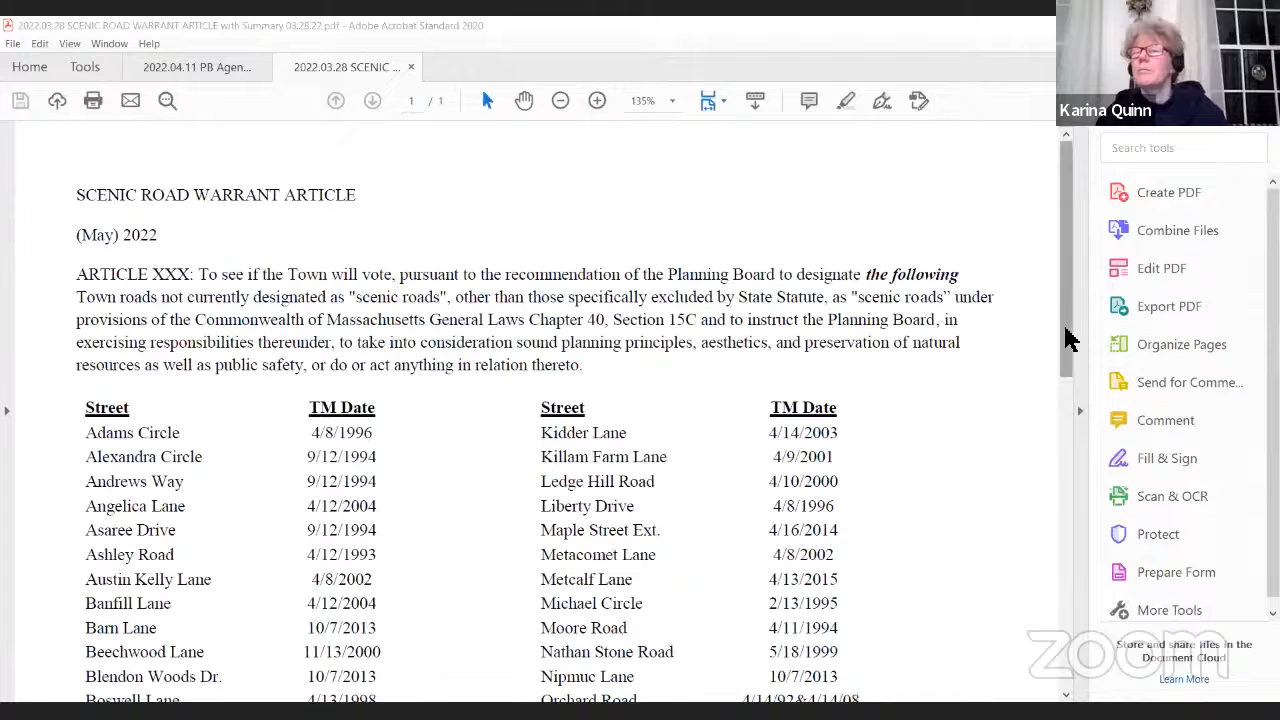 2022.03.28 SCENIC ROAD WARRANT ARTICLE with Summary 03.28.22.pdf - Adobe Acrobat Standard 2020
File Edit View Window Help
Home Tools 2022.04.11 PB Agen... 2022.03.28 SCENIC ... ×
1 / 1 135%
Karina Quinn
SCENIC ROAD WARRANT ARTICLE
(May) 2022
ARTICLE XXX: To see if the Town will vote, pursuant to the recommendation of the Planning Board to designate the following
Town roads not currently designated as "scenic roads", other than those specifically excluded by State Statute, as "scenic roads” under
provisions of the Commonwealth of Massachusetts General Laws Chapter 40, Section 15C and to instruct the Planning Board, in
exercising responsibilities thereunder, to take into consideration sound planning principles, aesthetics, and preservation of natural
resources as well as public safety, or do or act anything in relation thereto.
Street TM Date Street TM Date
Adams Circle 4/8/1996 Kidder Lane 4/14/2003
Alexandra Circle 9/12/1994 Killam Farm Lane 4/9/2001
Andrews Way 9/12/1994 Ledge Hill Road 4/10/2000
Angelica Lane 4/12/2004 Liberty Drive 4/8/1996
Asaree Drive 9/12/1994 Maple Street Ext. 4/16/2014
Ashley Road 4/12/1993 Metacomet Lane 4/8/2002
Austin Kelly Lane 4/8/2002 Metcalf Lane 4/13/2015
Banfill Lane 4/12/2004 Michael Circle 2/13/1995
Barn Lane 10/7/2013 Moore Road 4/11/1994
Beechwood Lane 11/13/2000 Nathan Stone Road 5/18/1999
Blendon Woods Dr. 10/7/2013 Nipmuc Lane 10/7/2013
Boswell Lane 4/13/1998 Orchard Road 4/14/92&4/14/08
Search tools
Create PDF
Combine Files
Edit PDF
Export PDF
Organize Pages
Send for Comme...
Comment
Fill & Sign
Scan & OCR
Protect
Prepare Form
More Tools
Store and share files in the
Document Cloud
Learn More
zoom